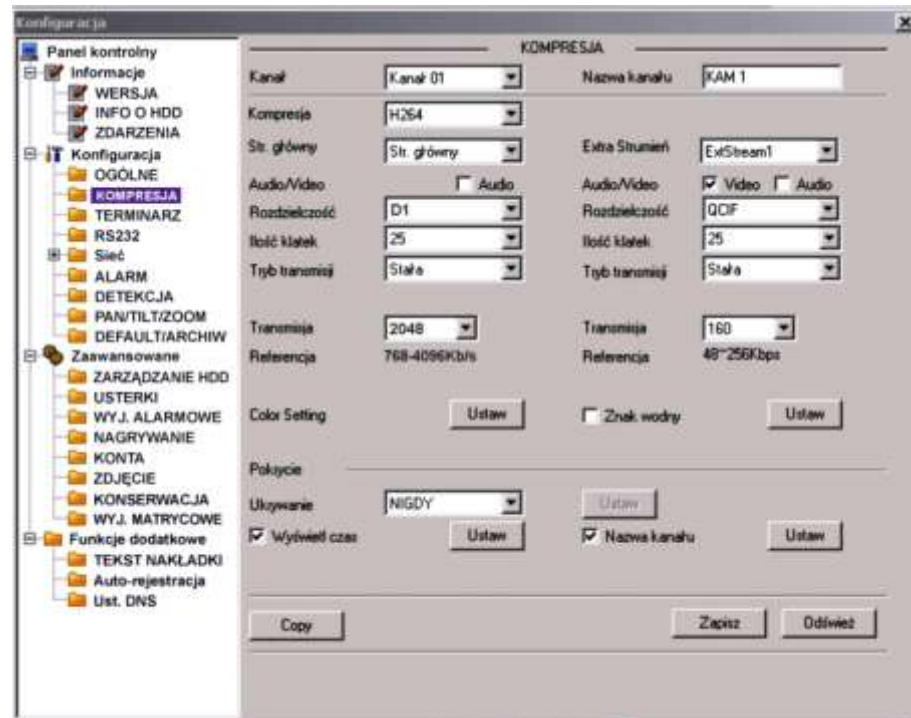 Konfiguracja
Panel kontrolny
Informacje
WERSJA
INFO O HDD
ZDARZENIA
Konfiguracja
OGÓLNE
KOMPRESJA
TERMINARZ
RS232
Sieć
ALARM
DETEKCJA
PAN/TILT/ZOOM
DEFAULT/ARCHIW
Zaawansowane
ZARZĄDZANIE HDD
USTERKI
WYJ. ALARMOWE
NAGRYWANIE
KONTA
ZDJĘCIE
KONSERWACJA
WYJ. MATRYCOWE
Funkcje dodatkowe
TEKST NAKŁADKI
Auto-rejestracja
Ust. DNS
KOMPRESJA
Kanał Kanał 01 Nazwa kanału KAM 1
Kompresja H264
Str. główny Str. główny Extra Strumień ExtStream1
Audio/Video Audio Audio/Video Video Audio
Rozdzielczość D1 Rozdzielczość QCIF
Ilość klatek 25 Ilość klatek 25
Tryb transmisji Stała Tryb transmisji Stała
Transmisja 2048 Transmisja 160
Referencja 768-4096Kb/s Referencja 48~256Kbps
Color Setting Ustaw Znak wodny Ustaw
Pokrycie
Ukrywanie NIGDY Ustaw
Wyświetl czas Ustaw Nazwa kanału Ustaw
Copy Zapisz Odśwież